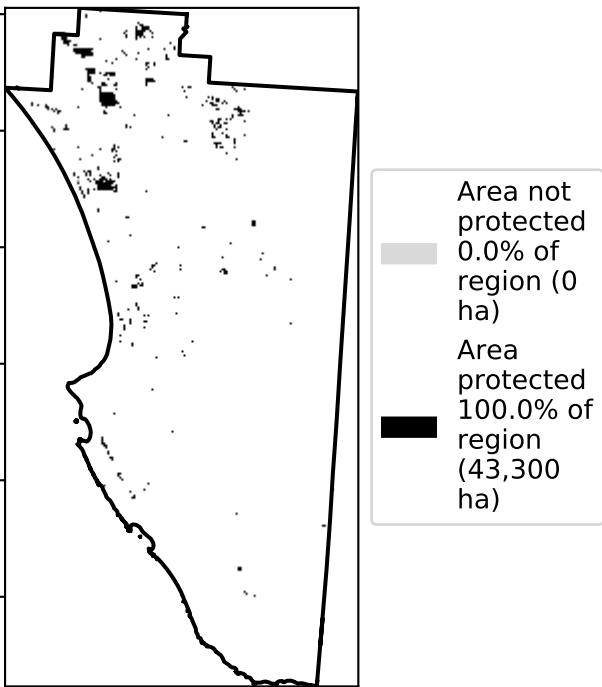 Area not
protected
0.0% of
region (0
ha)
Area
protected
100.0% of
region
(43,300
ha)